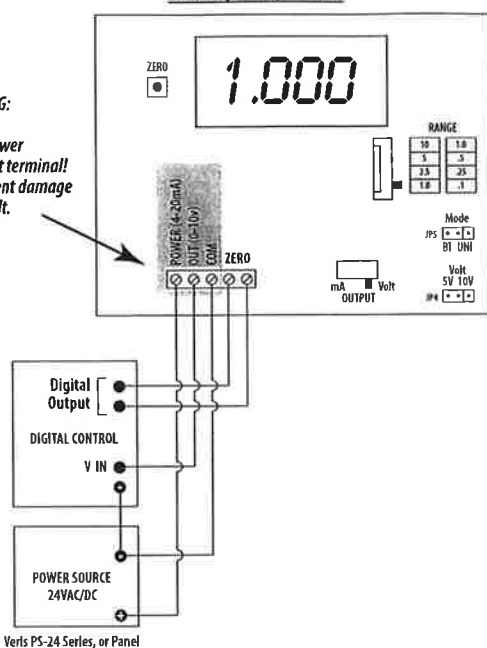 ZERO
1.000
G:
wer
t terminal!
ent damage
lt.
RANGE
10 1.0
5 .5
2.5 .25
1.0 .1
POWER (4-20mA)
OUT (0-10v)
COM
ZERO
Mode
JP5
BI UNI
Volt
5V 10V
JP4
mA Volt
OUTPUT
Digital
Output
DIGITAL CONTROL
V IN
POWER SOURCE
24VAC/DC
Veris PS-24 Series, or Panel